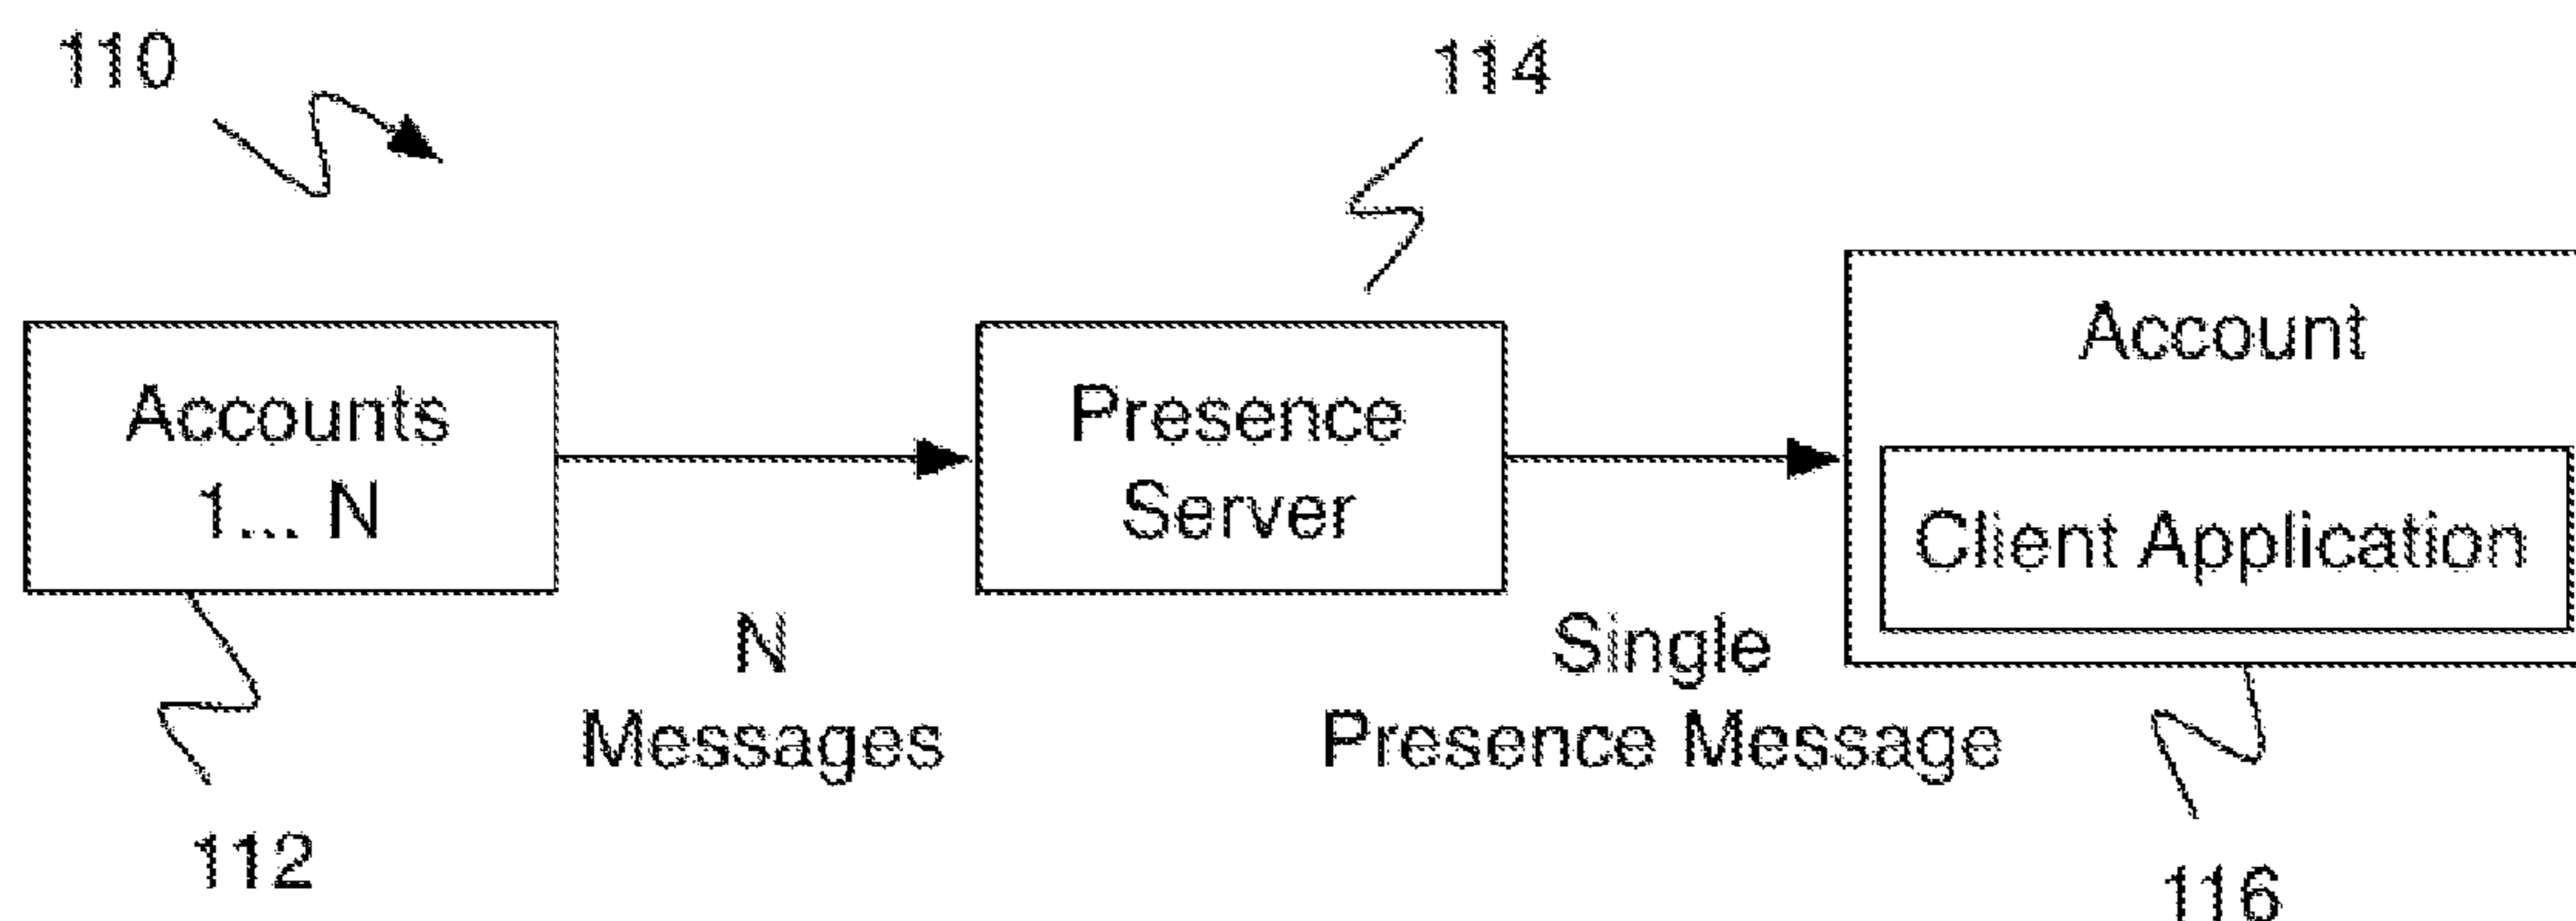 110
114
Accounts
1... N
Presence
Server
Account
Client Application
N
Messages
Single
Presence Message
112
116